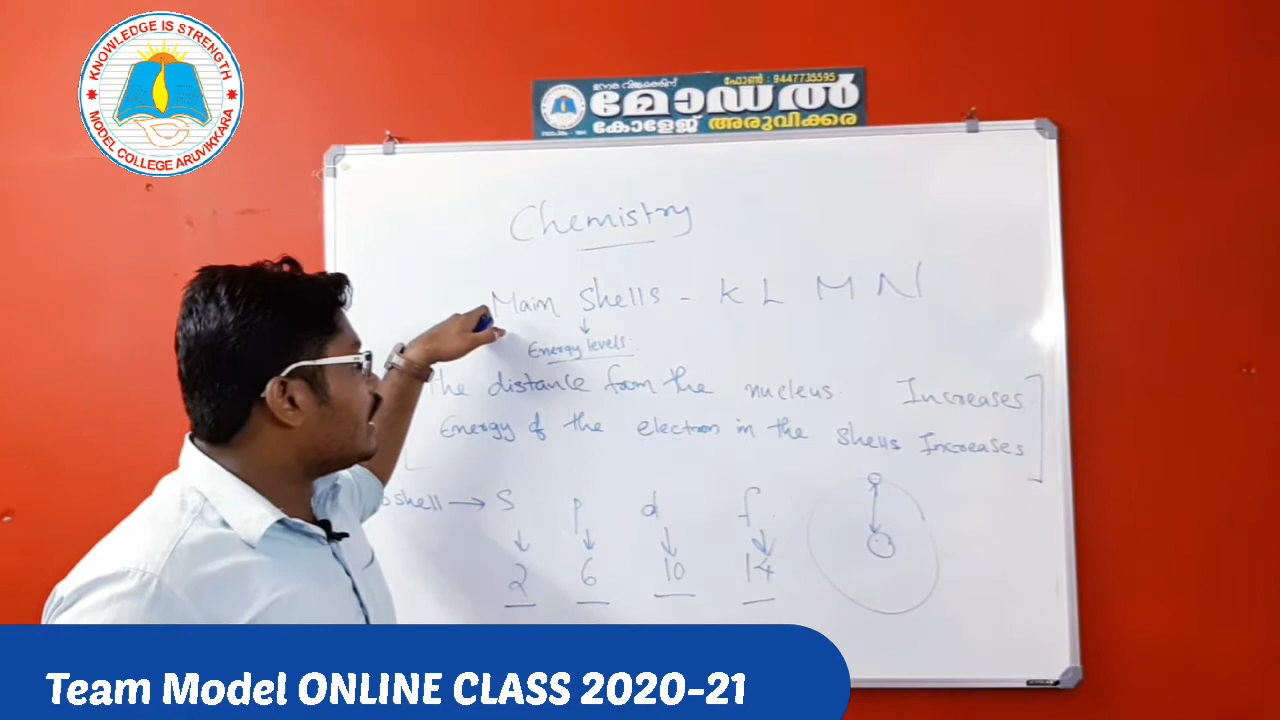 KNOWLEDGE IS STRENGTH
MODEL COLLEGE ARUVIKKARA
ഫോൺ : 9447735595
മോഡൽ
കോളേജ് അരുവിക്കര
Chemistry
Main Shells - K L M N
Energy levels
The distance from the nucleus Increases
Energy of the electron in the shells Increases
shell → S p d f
2 6 10 14
Team Model ONLINE CLASS 2020-21